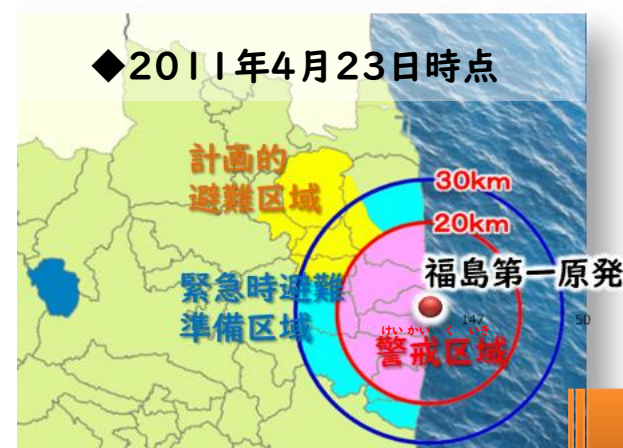 ◆2011年4月23日時点
計画的
避難区域
30km
20km
福島第一原発
緊急時避難
準備区域
147
50
けいかいくいき
警戒区域